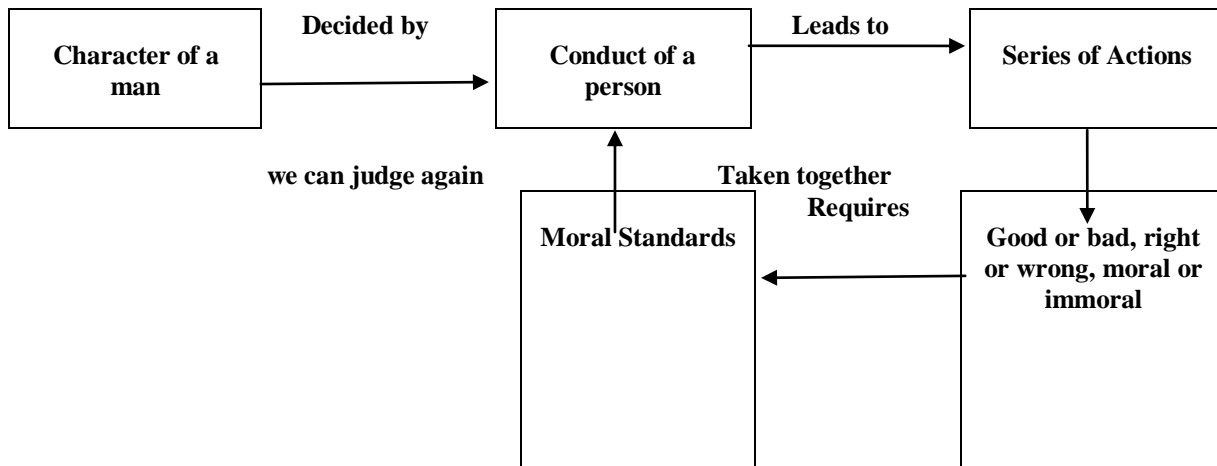 Decided by
Leads to
Character of a
man
Conduct of a
person
Series of Actions
we can judge again
Taken together
Requires
Moral Standards
Good or bad, right
or wrong, moral or
immoral